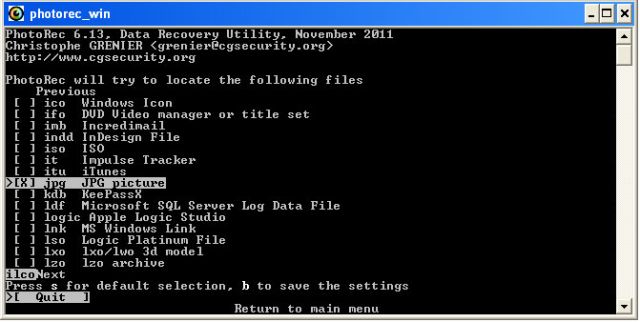 photorec_win
PhotoRec 6.13, Data Recovery Utility, November 2011
Christophe GRENIER <grenier@cgsecurity.org>
http://www.cgsecurity.org
PhotoRec will try to locate the following files
Previous
[ ] ico Windows Icon
[ ] ifo DVD Video manager or title set
[ ] imb Incredimail
[ ] indd InDesign File
[ ] iso ISO
[ ] it Impulse Tracker
[ ] itu iTunes
>[X] jpg JPG picture
[ ] kdb KeePassX
[ ] ldf Microsoft SQL Server Log Data File
[ ] logic Apple Logic Studio
[ ] lnk MS Windows Link
[ ] lso Logic Platinum File
[ ] lxo lxo/lwo 3d model
[ ] lzo lzo archive
ilcoNext
Press s for default selection, b to save the settings
>[ Quit ]
Return to main menu